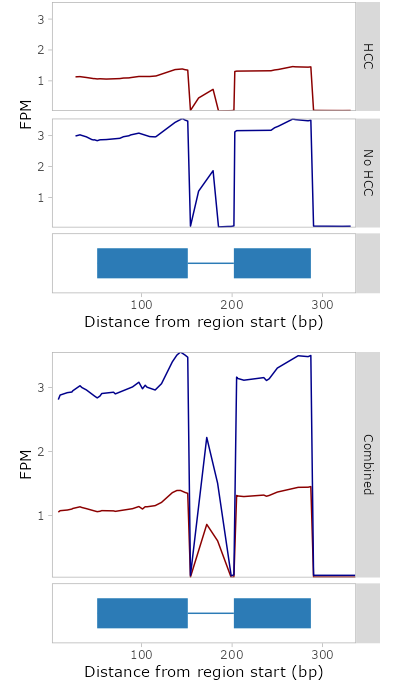 3
2
1
HCC
FPM
3
2
1
No HCC
100
200
300
Distance from region start (bp)
3
2
1
FPM
Combined
100
200
300
Distance from region start (bp)